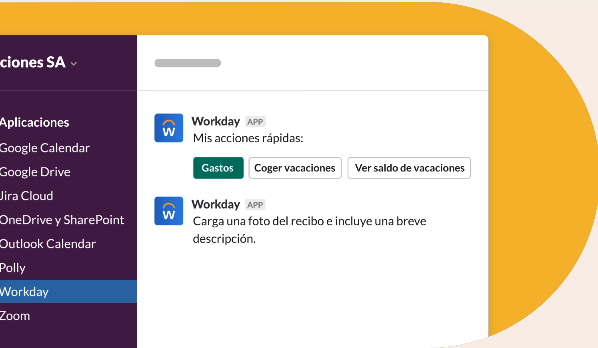 ciones SA
Aplicaciones
Google Calendar
Google Drive
Jira Cloud
OneDrive y SharePoint
Outlook Calendar
Polly
Workday
Zoom
Workday APP
Mis acciones rápidas:
Gastos Coger vacaciones Ver saldo de vacaciones
Workday APP
Carga una foto del recibo e incluye una breve
descripción.